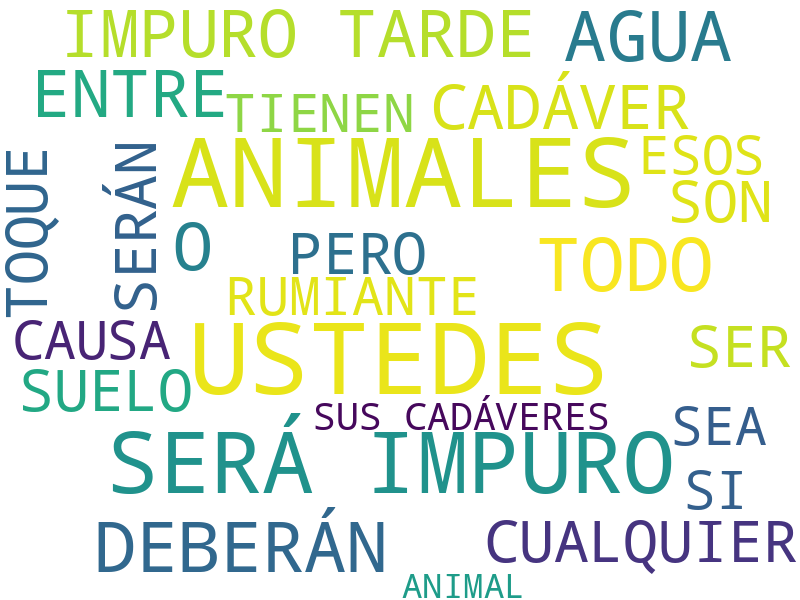 IMPURO TARDE
AGUA
ENTRE
TIENEN
CADÁVER
ANIMALES
ESOS
SON
TOQUE
SERÁN
O
PERO
TODO
RUMIANTE
CAUSA
USTEDES
SER
SUELO
SUS CADÁVERES
SEA
SERÁ IMPURO
SI
DEBERÁN
CUALQUIER
ANIMAL